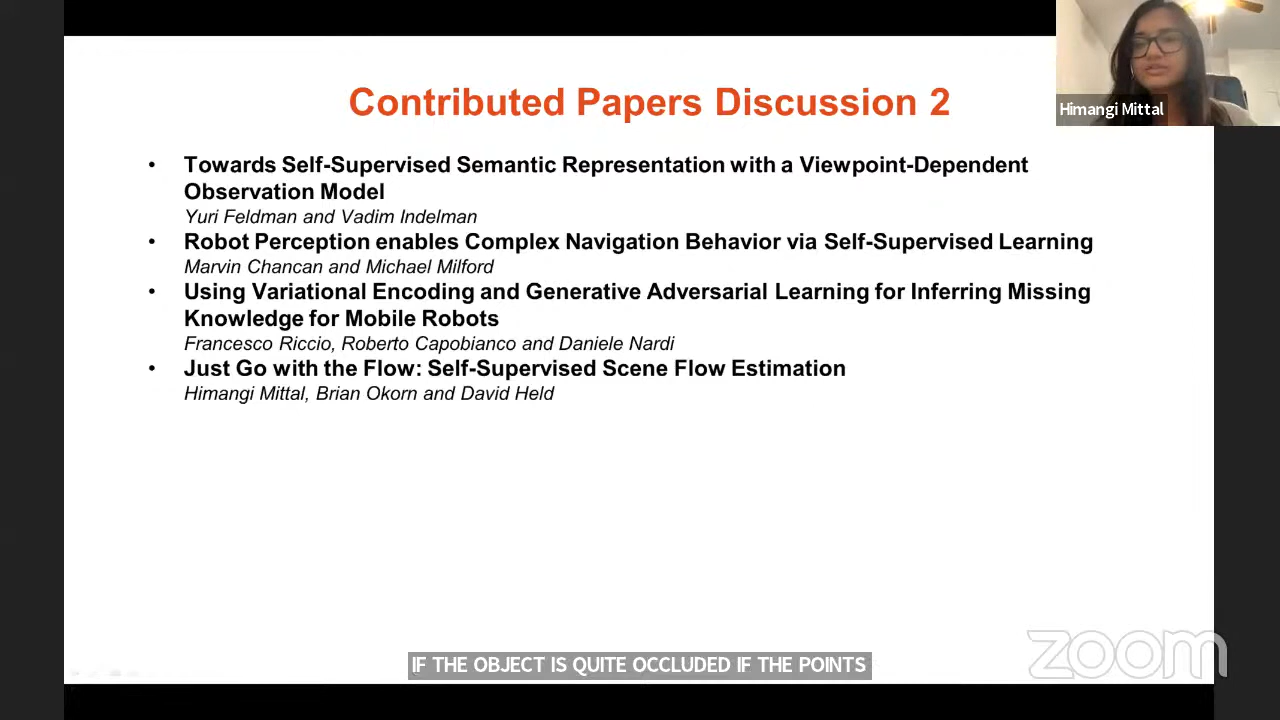 Contributed Papers Discussion 2
Himangi Mittal
• Towards Self-Supervised Semantic Representation with a Viewpoint-Dependent
Observation Model
Yuri Feldman and Vadim Indelman
• Robot Perception enables Complex Navigation Behavior via Self-Supervised Learning
Marvin Chancan and Michael Milford
• Using Variational Encoding and Generative Adversarial Learning for Inferring Missing
Knowledge for Mobile Robots
Francesco Riccio, Roberto Capobianco and Daniele Nardi
• Just Go with the Flow: Self-Supervised Scene Flow Estimation
Himangi Mittal, Brian Okorn and David Held
IF THE OBJECT IS QUITE OCCLUDED IF THE POINTS
zoom